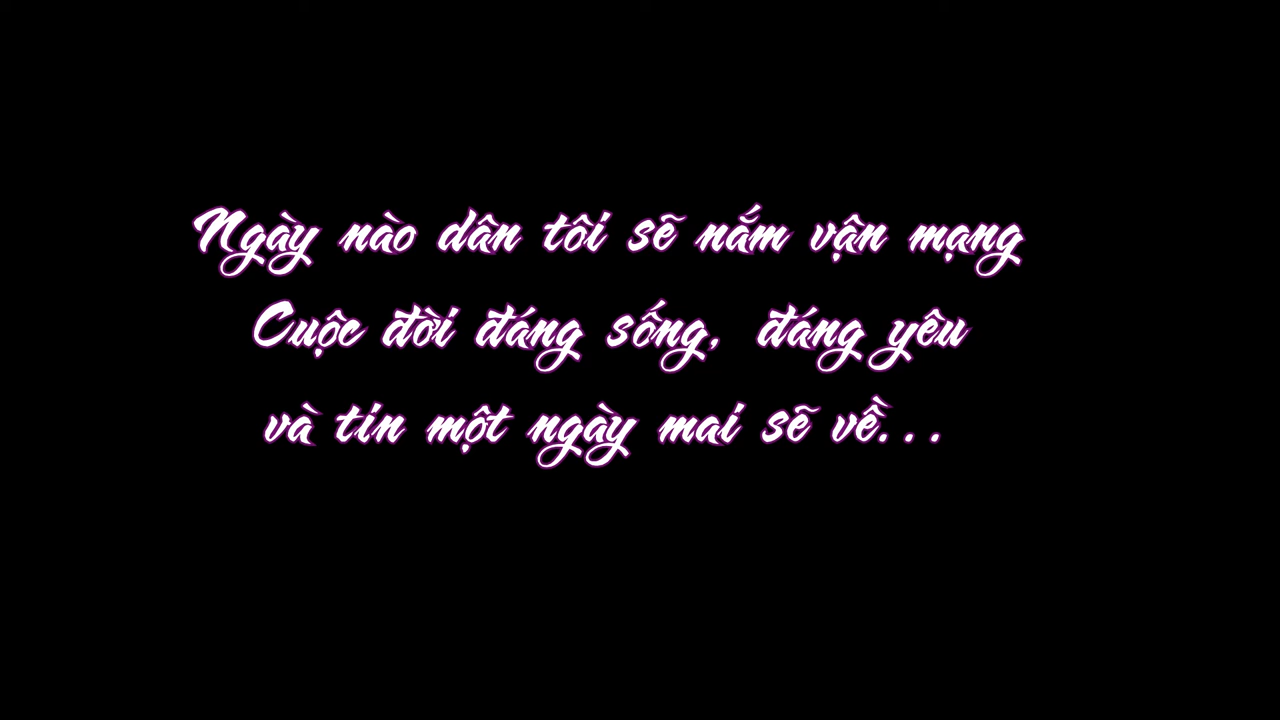 Ngày nào dân tôi sẽ nắm vận mạng
Cuộc đời đáng sống, đáng yêu
và tin một ngày mai sẽ về...